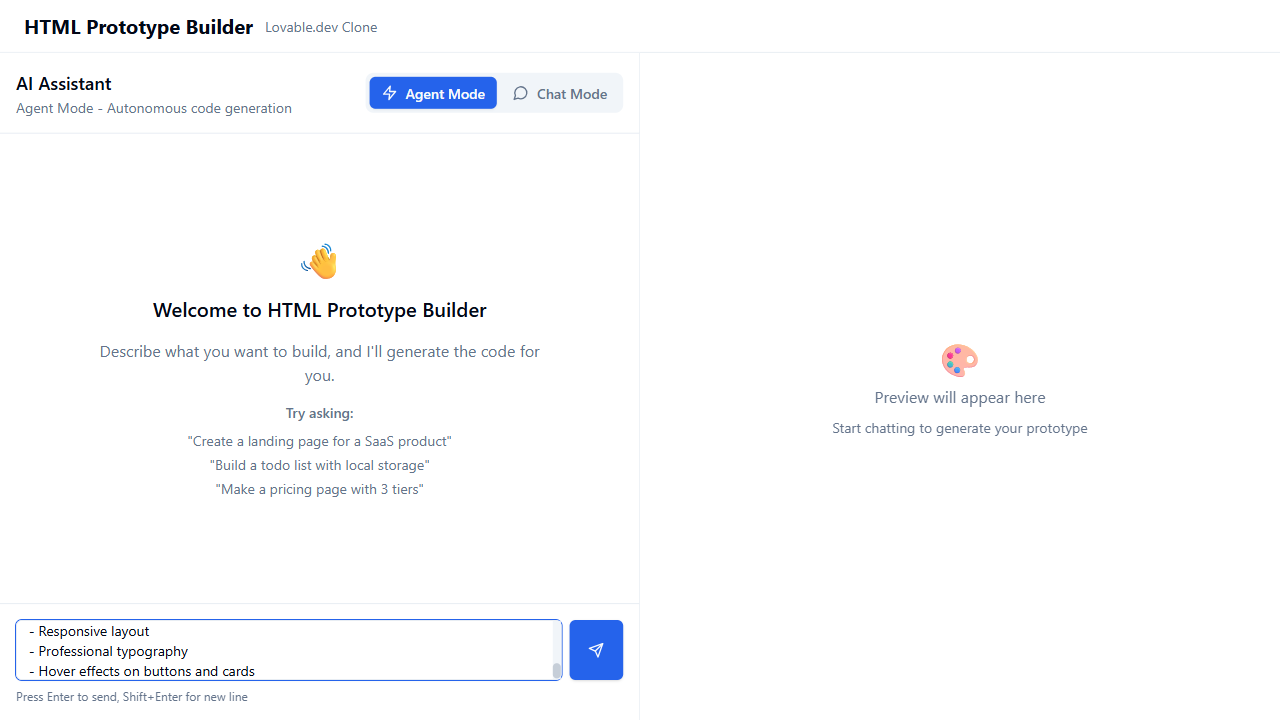 HTML Prototype Builder Lovable.dev Clone
AI Assistant
Agent Mode - Autonomous code generation
Agent Mode
Chat Mode
Welcome to HTML Prototype Builder
Describe what you want to build, and I'll generate the code for
you.
Try asking:
"Create a landing page for a SaaS product"
"Build a todo list with local storage"
"Make a pricing page with 3 tiers"
- Responsive layout
- Professional typography
- Hover effects on buttons and cards
Press Enter to send, Shift+Enter for new line
Preview will appear here
Start chatting to generate your prototype